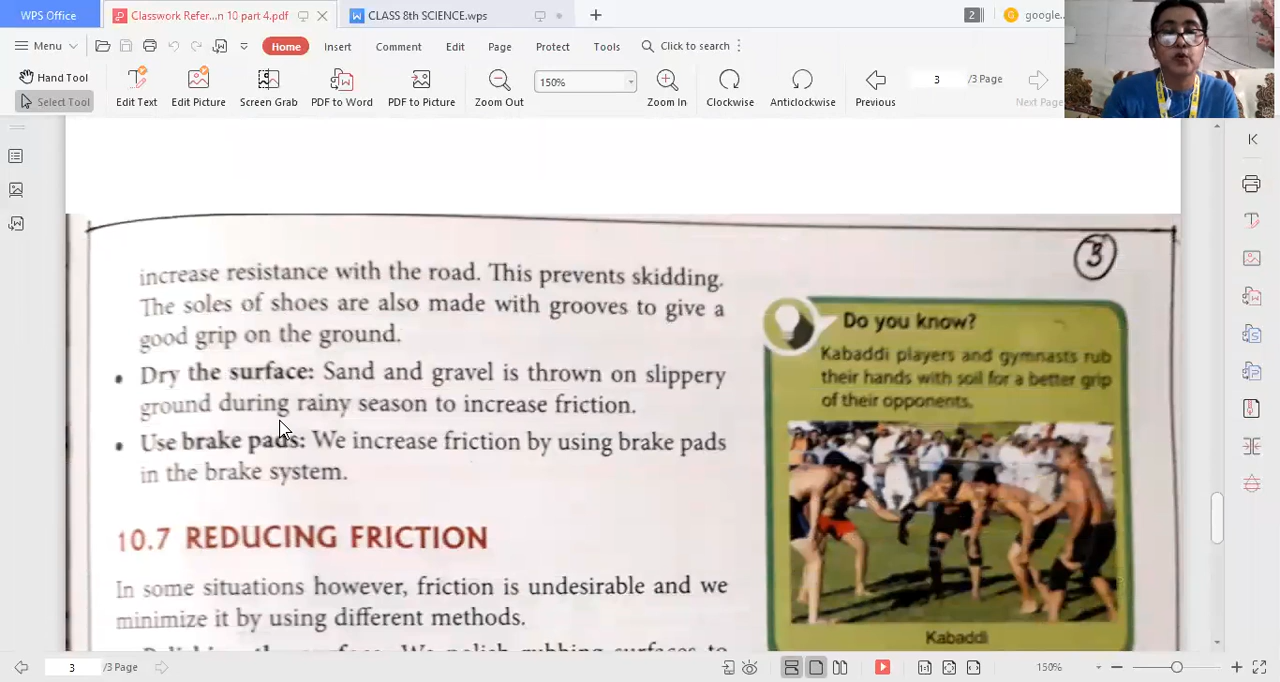 WPS Office
Classwork Refer...n 10 part 4.pdf
CLASS 8th SCIENCE.wps
2
google...
Menu
Home
Insert
Comment
Edit
Page
Protect
Tools
Click to search
Hand Tool
Select Tool
Edit Text
Edit Picture
Screen Grab
PDF to Word
PDF to Picture
Zoom Out
150%
Zoom In
Clockwise
Anticlockwise
Previous
3
/3 Page
Next Page
3
increase resistance with the road. This prevents skidding.
The soles of shoes are also made with grooves to give a
good grip on the ground.
• Dry the surface: Sand and gravel is thrown on slippery
ground during rainy season to increase friction.
• Use brake pads: We increase friction by using brake pads
in the brake system.
10.7 REDUCING FRICTION
In some situations however, friction is undesirable and we
minimize it by using different methods.
Do you know?
Kabaddi players and gymnasts rub
their hands with soil for a better grip
of their opponents.
Kabaddi
3
/3 Page
150%